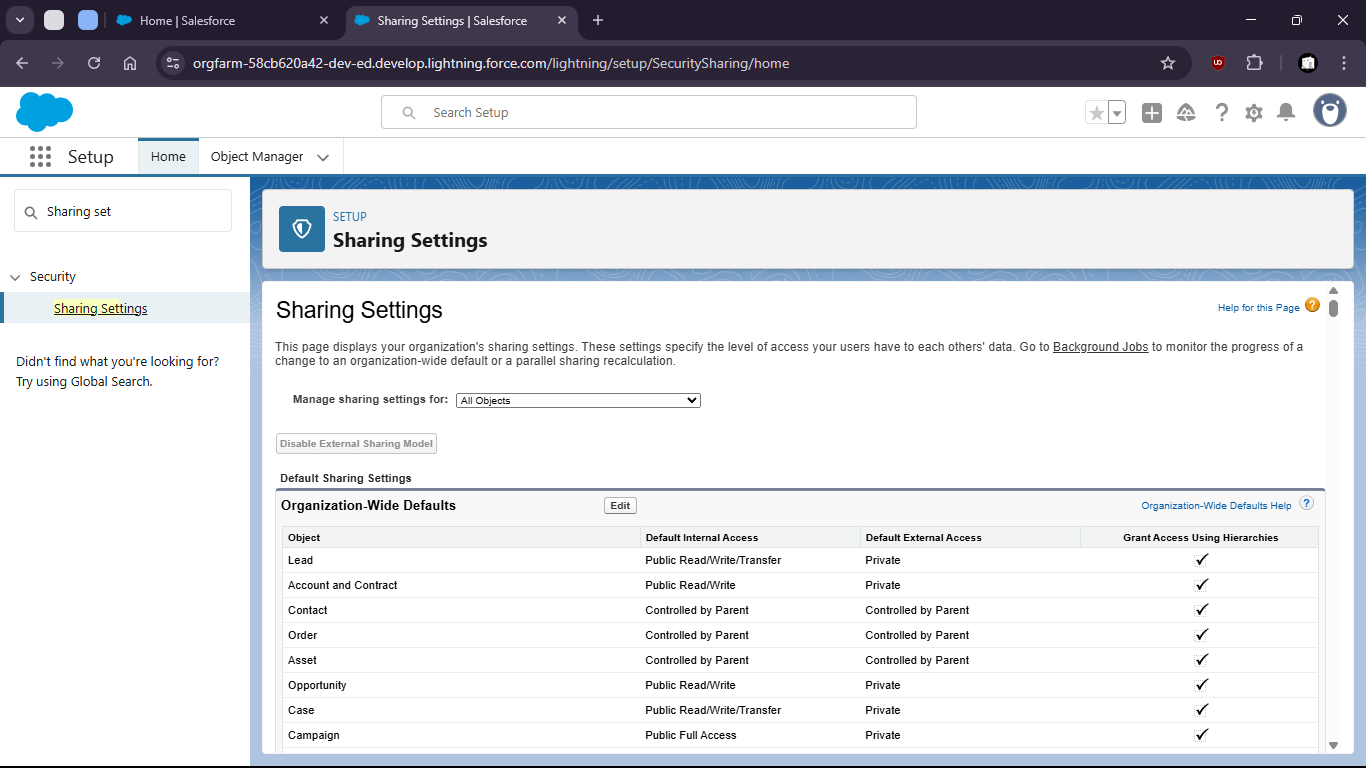 Home | Salesforce
Sharing Settings | Salesforce
orgfarm-58cb620a42-dev-ed.develop.lightning.force.com/lightning/setup/SecuritySharing/home
Search Setup
Setup
Home
Object Manager
Sharing set
Security
Sharing Settings
Didn't find what you're looking for?
Try using Global Search.
SETUP
Sharing Settings
Sharing Settings
Help for this Page
This page displays your organization's sharing settings. These settings specify the level of access your users have to each others' data. Go to Background Jobs to monitor the progress of a
change to an organization-wide default or a parallel sharing recalculation.
Manage sharing settings for: All Objects
Disable External Sharing Model
Default Sharing Settings
Organization-Wide Defaults Edit Organization-Wide Defaults Help ?
Object Default Internal Access Default External Access Grant Access Using Hierarchies
Lead Public Read/Write/Transfer Private ✓
Account and Contract Public Read/Write Private ✓
Contact Controlled by Parent Controlled by Parent ✓
Order Controlled by Parent Controlled by Parent ✓
Asset Controlled by Parent Controlled by Parent ✓
Opportunity Public Read/Write Private ✓
Case Public Read/Write/Transfer Private ✓
Campaign Public Full Access Private ✓